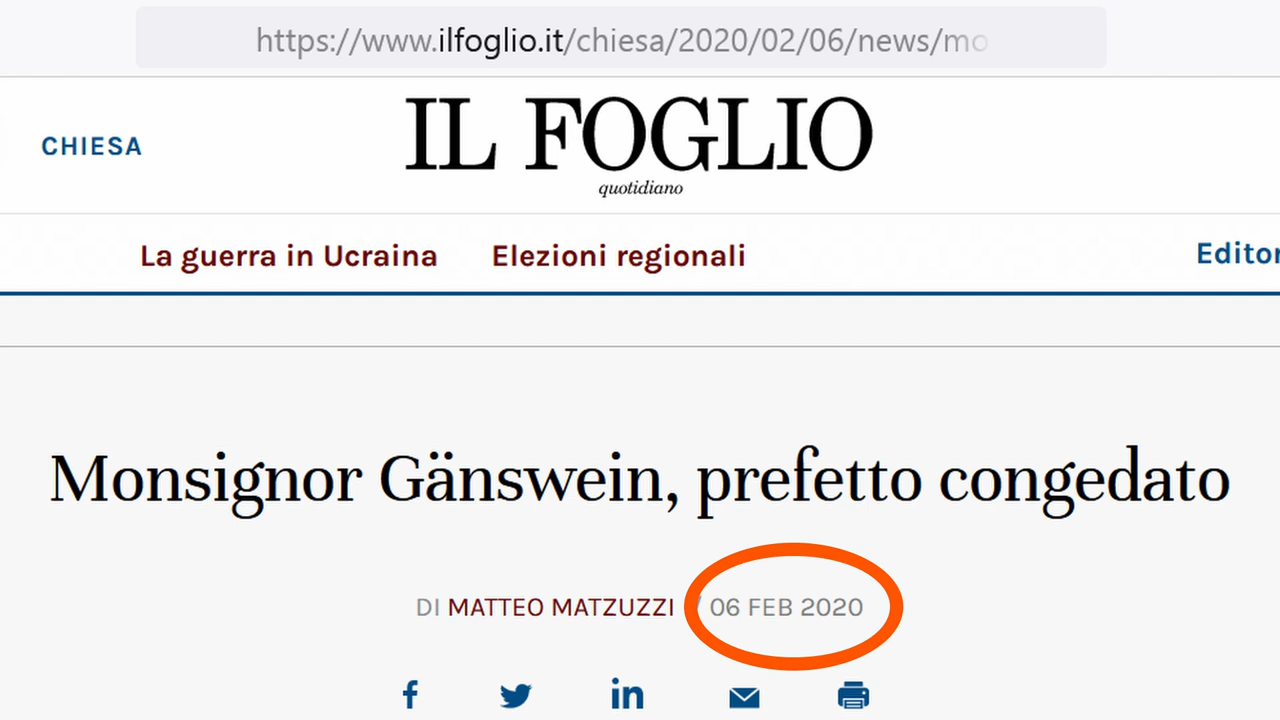 https://www.ilfoglio.it/chiesa/2020/02/06/news/mo
CHIESA
IL FOGLIO
quotidiano
La guerra in Ucraina Elezioni regionali Editor
Monsignor Gänswein, prefetto congedato
DI MATTEO MATZUZZI / 06 FEB 2020